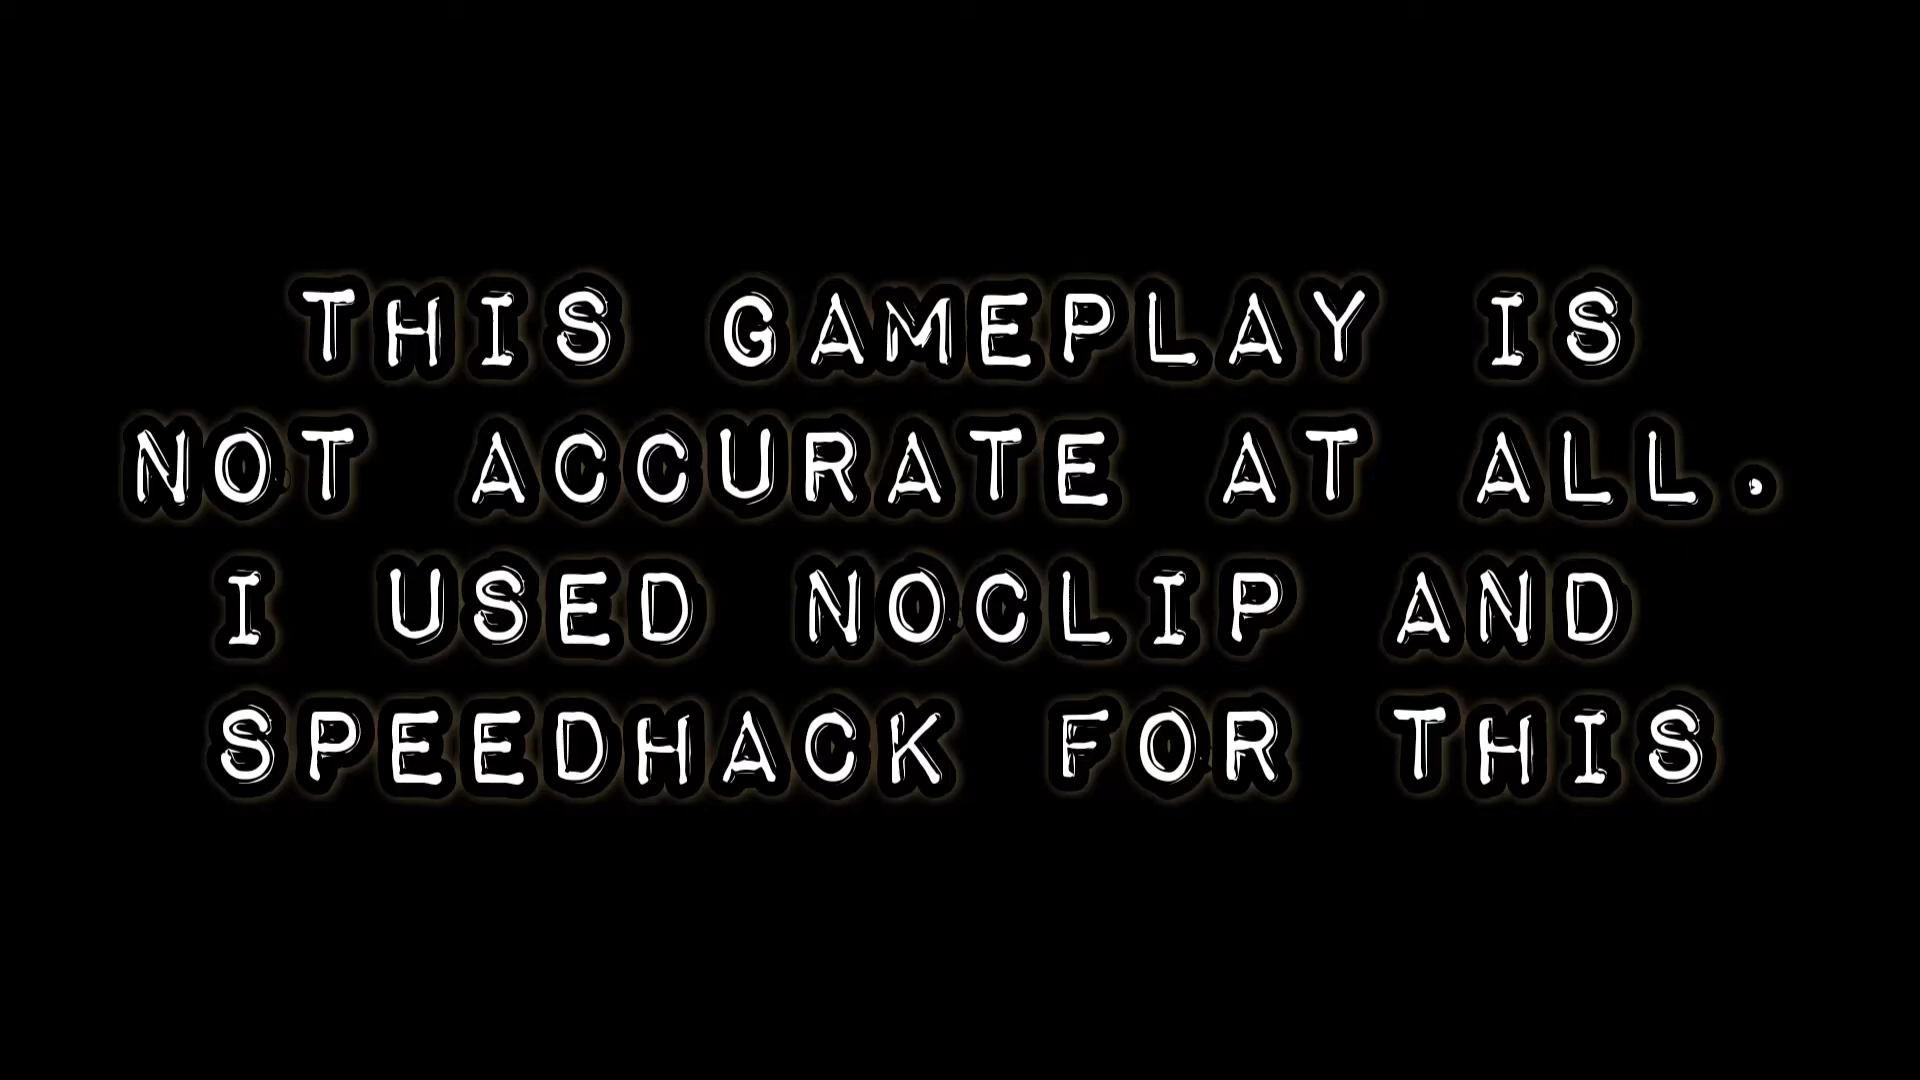 THIS GAMEPLAY IS
NOT ACCURATE AT ALL.
I USED NOCLIP AND
SPEEDHACK FOR THIS